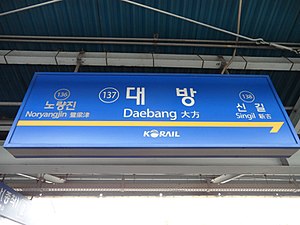 136
노량진
Noryangjin 鷺梁津
137 대방
Daebang 大方
KORAIL
138
신길
Singil 新吉